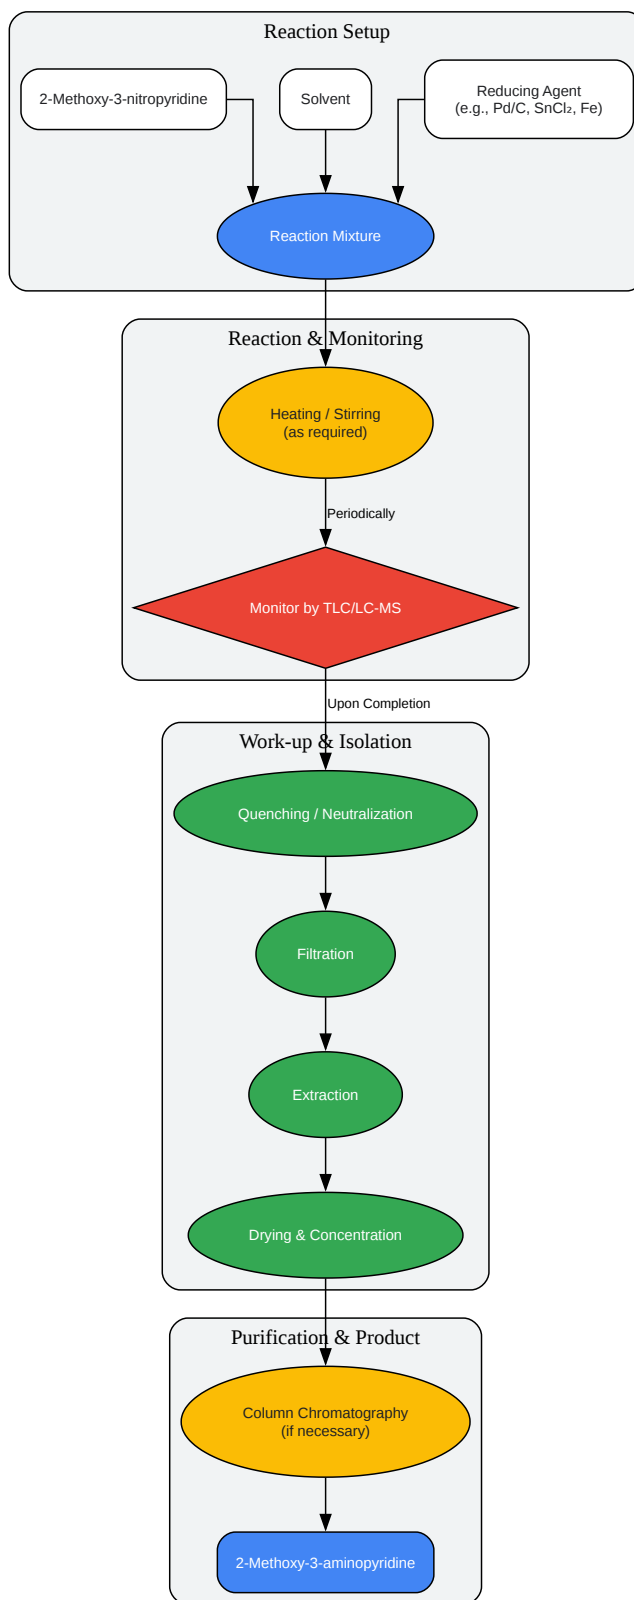 Reaction Setup
2-Methoxy-3-nitropyridine
Solvent
Reducing Agent
(e.g., Pd/C, SnCl₂, Fe)
Reaction Mixture
Reaction & Monitoring
Heating / Stirring
(as required)
Periodically
Monitor by TLC/LC-MS
Upon Completion
Work-up & Isolation
Quenching / Neutralization
Filtration
Extraction
Drying & Concentration
Purification & Product
Column Chromatography
(if necessary)
2-Methoxy-3-aminopyridine